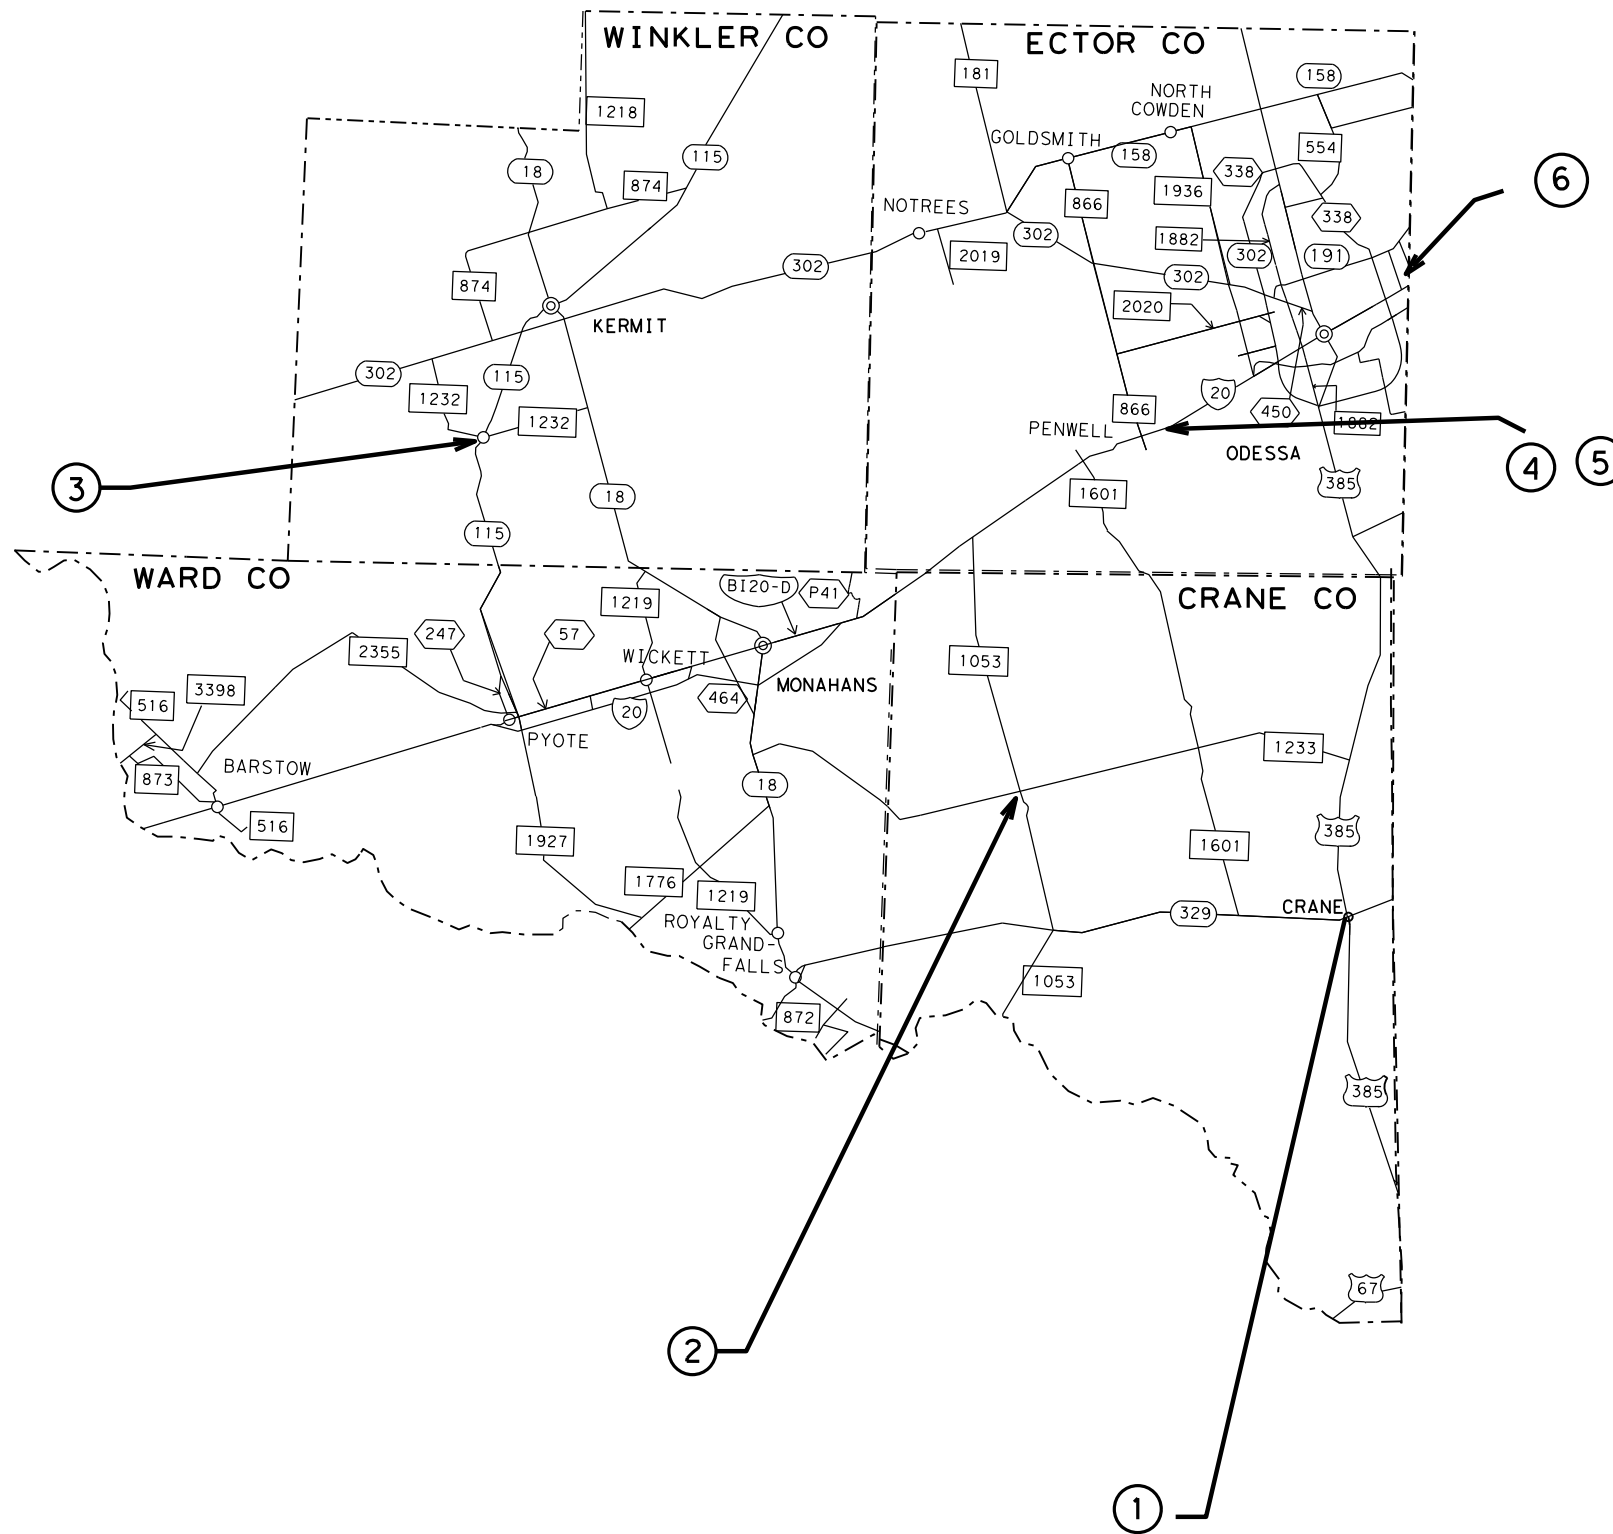 WINKLER CO
ECTOR CO
181
158
NORTH
COWDEN
1218
GOLDSMITH
158
554
115
18
874
338
1936
6
866
NOTREES
338
302
1882
302
191
2019
302
302
874
2020
KERMIT
302
115
20
1232
866
450
1232
1882
PENWELL
ODESSA
4
5
3
385
18
1601
115
WARD CO
BI20-D
P41
CRANE CO
1219
247
57
2355
WICKETT
1053
MONAHANS
3398
516
464
20
PYOTE
1233
BARSTOW
873
18
516
385
1927
1601
1776
1219
CRANE
329
ROYALTY
GRAND-
FALLS
1053
872
385
67
2
1